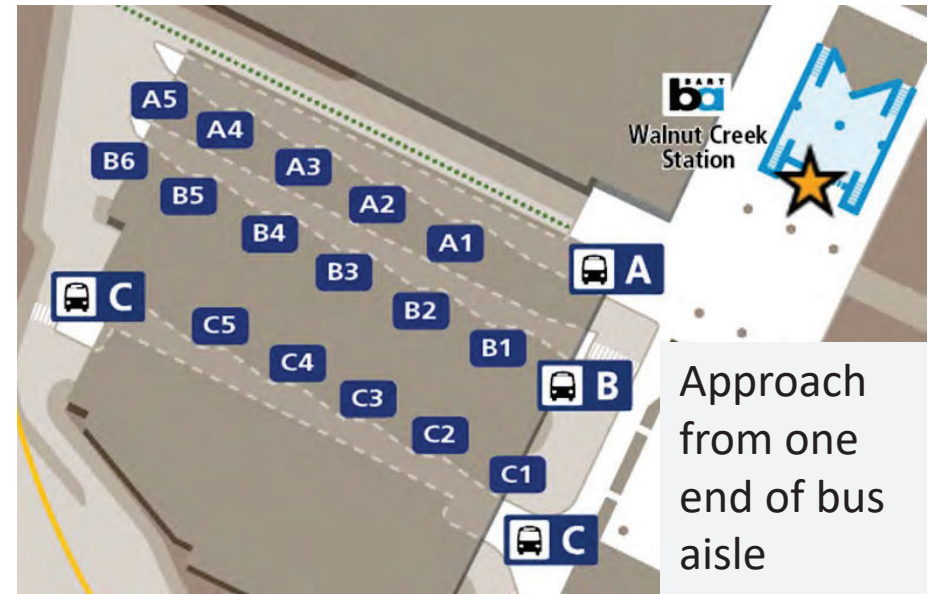 BART
ba
Walnut Creek
Station
A5
A4
A3
A2
A1
A
B6
B5
B4
B3
B2
B1
B
C
C5
C4
C3
C2
C1
C
Approach
from one
end of bus
aisle